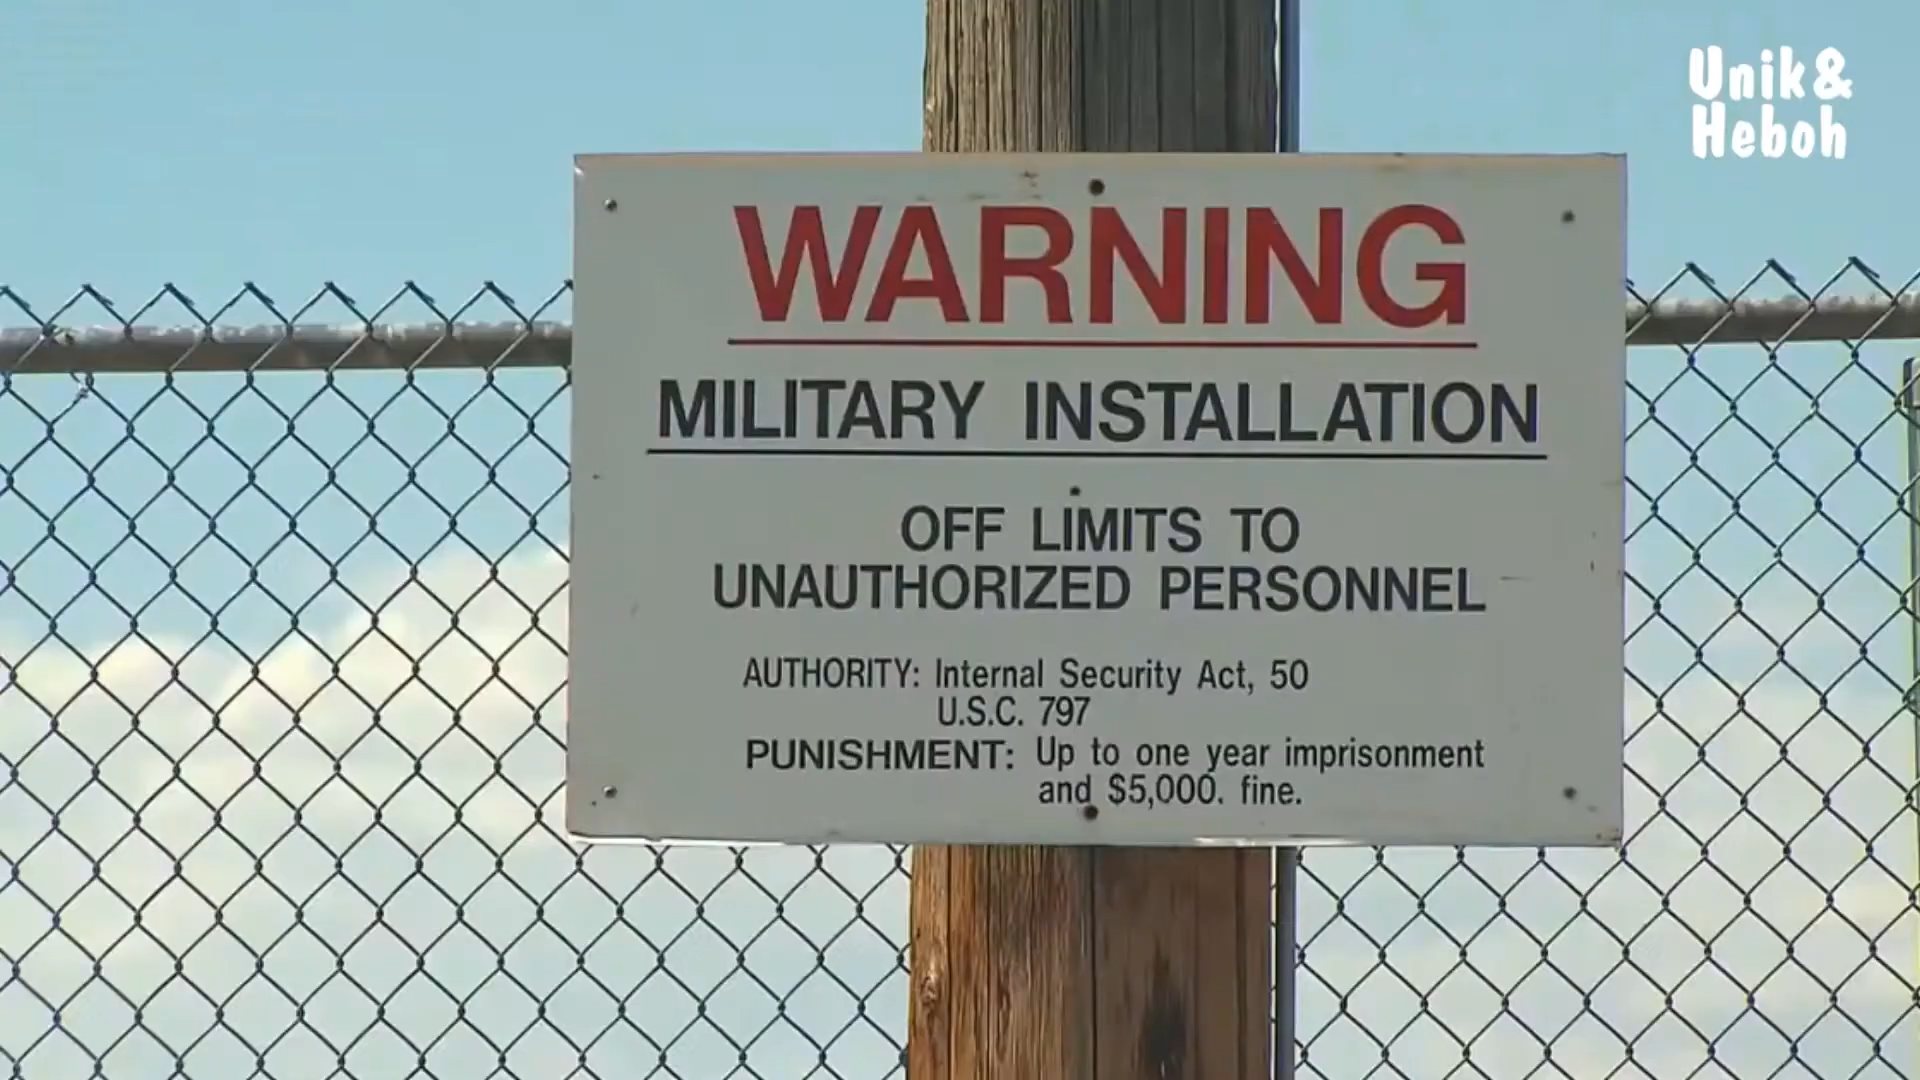 Unik&
Heboh
WARNING
MILITARY INSTALLATION
OFF LIMITS TO
UNAUTHORIZED PERSONNEL
AUTHORITY: Internal Security Act, 50
U.S.C. 797
PUNISHMENT: Up to one year imprisonment
and $5,000. fine.